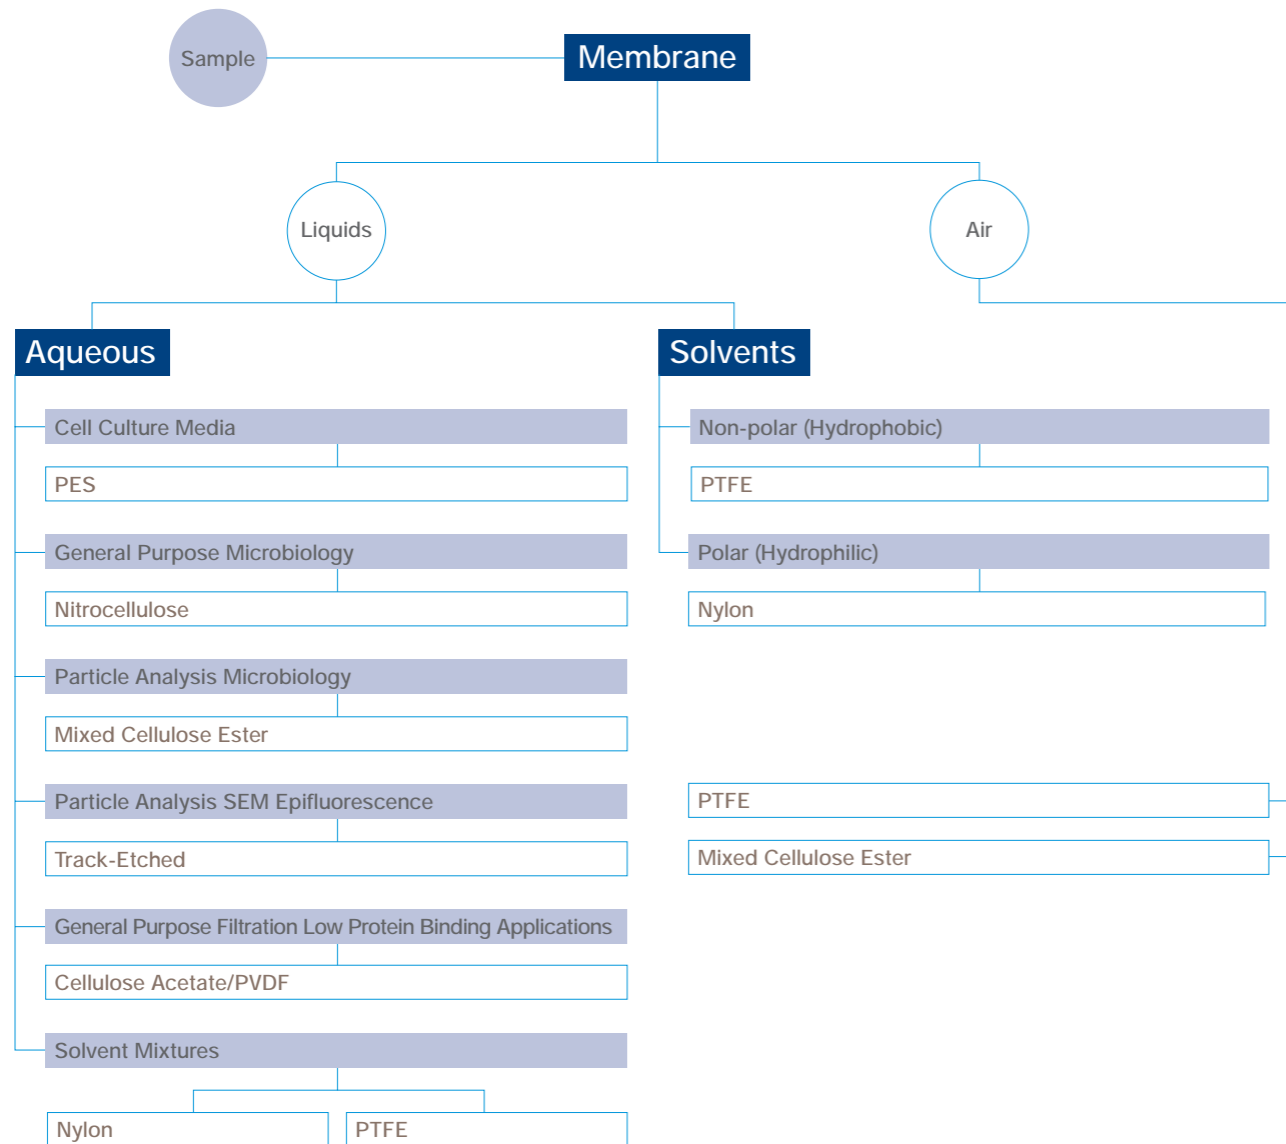 Sample
Membrane
Liquids
Air
Aqueous
Solvents
Cell Culture Media
PES
General Purpose Microbiology
Nitrocellulose
Particle Analysis Microbiology
Mixed Cellulose Ester
Particle Analysis SEM Epifluorescence
Track-Etched
General Purpose Filtration Low Protein Binding Applications
Cellulose Acetate/PVDF
Solvent Mixtures
Nylon
PTFE
Non-polar (Hydrophobic)
PTFE
Polar (Hydrophilic)
Nylon
PTFE
Mixed Cellulose Ester